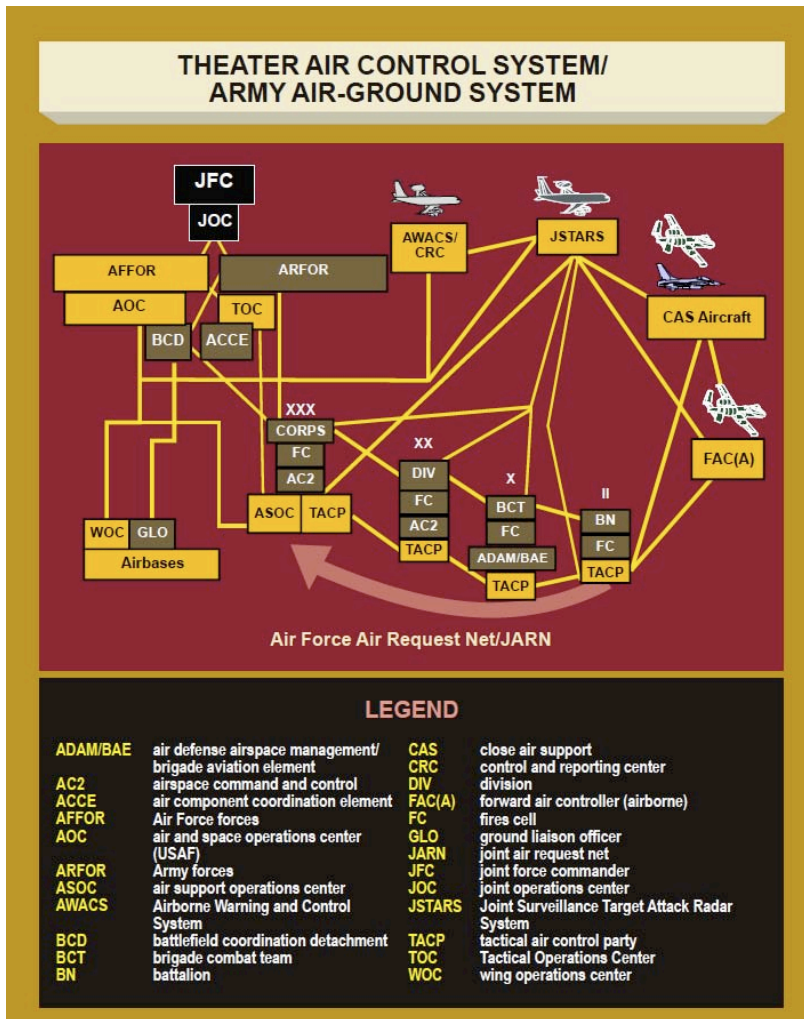 THEATER AIR CONTROL SYSTEM/
ARMY AIR-GROUND SYSTEM
JFC
JOC
AFFOR
ARFOR
AOC
TOC
BCD
ACCE
AWACS/
CRC
JSTARS
CAS Aircraft
FAC(A)
XXX
CORPS
FC
AC2
ASOC
TACP
XX
DIV
FC
AC2
TACP
X
BCT
FC
ADAM/BAE
TACP
II
BN
FC
TACP
WOC
GLO
Airbases
Air Force Air Request Net/JARN
LEGEND
ADAM/BAE air defense airspace management/
brigade aviation element
AC2 airspace command and control
ACCE air component coordination element
AFFOR Air Force forces
AOC air and space operations center
(USAF)
ARFOR Army forces
ASOC air support operations center
AWACS Airborne Warning and Control
System
BCD battlefield coordination detachment
BCT brigade combat team
BN battalion
CAS close air support
CRC control and reporting center
DIV division
FAC(A) forward air controller (airborne)
FC fires cell
GLO ground liaison officer
JARN joint air request net
JFC joint force commander
JOC joint operations center
JSTARS Joint Surveillance Target Attack Radar
System
TACP tactical air control party
TOC Tactical Operations Center
WOC wing operations center